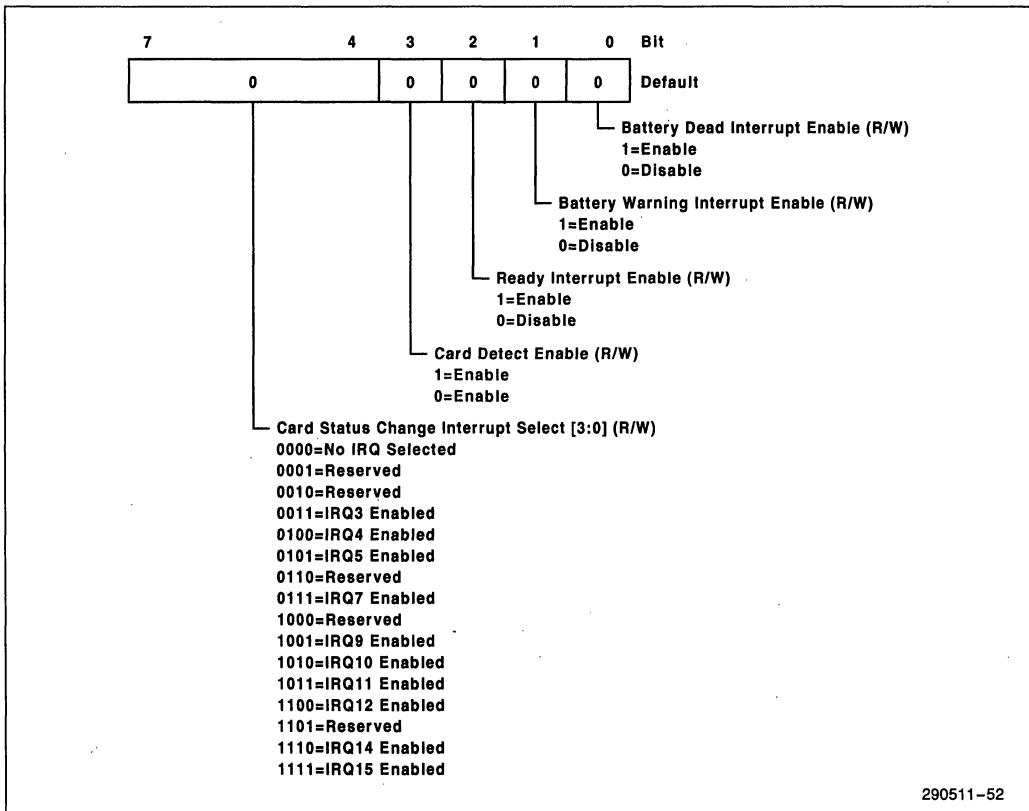 7 4 3 2 1 0 Bit
0 0 0 0 0 Default
Battery Dead Interrupt Enable (R/W)
1=Enable
0=Disable
Battery Warning Interrupt Enable (R/W)
1=Enable
0=Disable
Ready Interrupt Enable (R/W)
1=Enable
0=Disable
Card Detect Enable (R/W)
1=Enable
0=Enable
Card Status Change Interrupt Select [3:0] (R/W)
0000=No IRQ Selected
0001=Reserved
0010=Reserved
0011=IRQ3 Enabled
0100=IRQ4 Enabled
0101=IRQ5 Enabled
0110=Reserved
0111=IRQ7 Enabled
1000=Reserved
1001=IRQ9 Enabled
1010=IRQ10 Enabled
1011=IRQ11 Enabled
1100=IRQ12 Enabled
1101=Reserved
1110=IRQ14 Enabled
1111=IRQ15 Enabled
290511–52